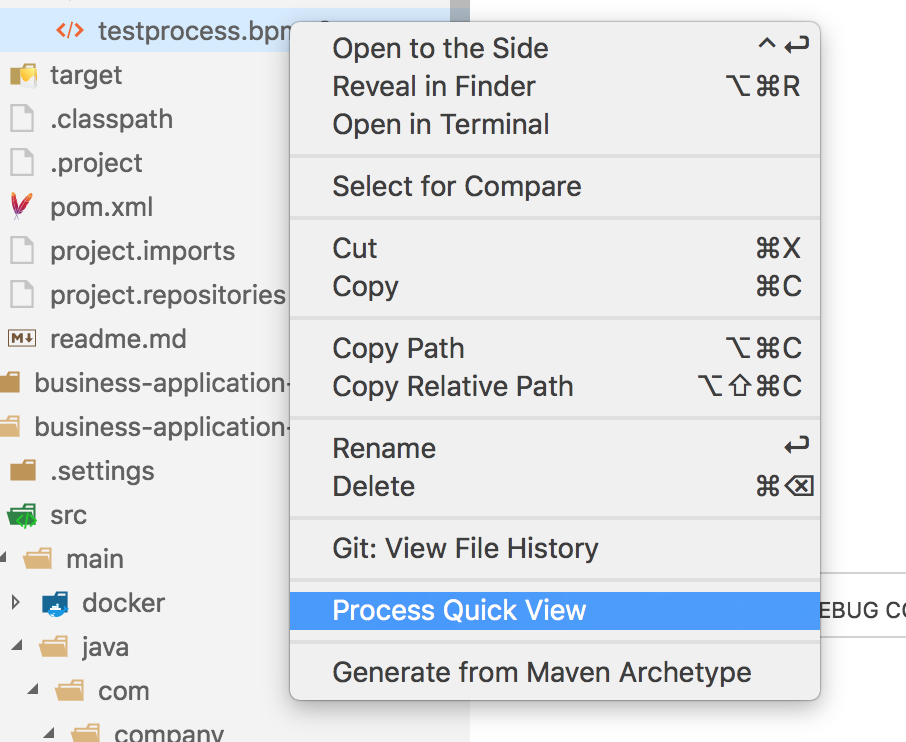 testprocess.bpm
target
.classpath
.project
pom.xml
project.imports
project.repositories
readme.md
business-application-
business-application-
.settings
src
main
docker
java
com
company
Open to the Side ^↩
Reveal in Finder ⌥⌘R
Open in Terminal
Select for Compare
Cut ⌘X
Copy ⌘C
Copy Path ⌥⌘C
Copy Relative Path ⌥⇧⌘C
Rename ↩
Delete ⌘⌫
Git: View File History
Process Quick View
Generate from Maven Archetype
EBUG CO